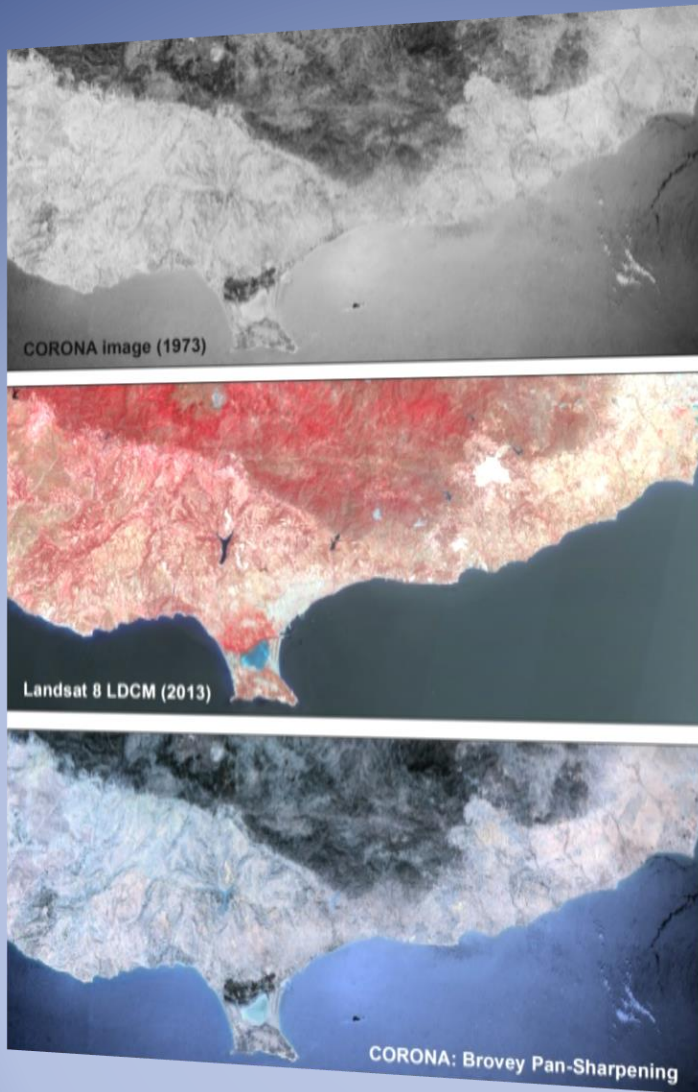 CORONA image (1973)
Landsat 8 LDCM (2013)
CORONA: Brovey Pan-Sharpening